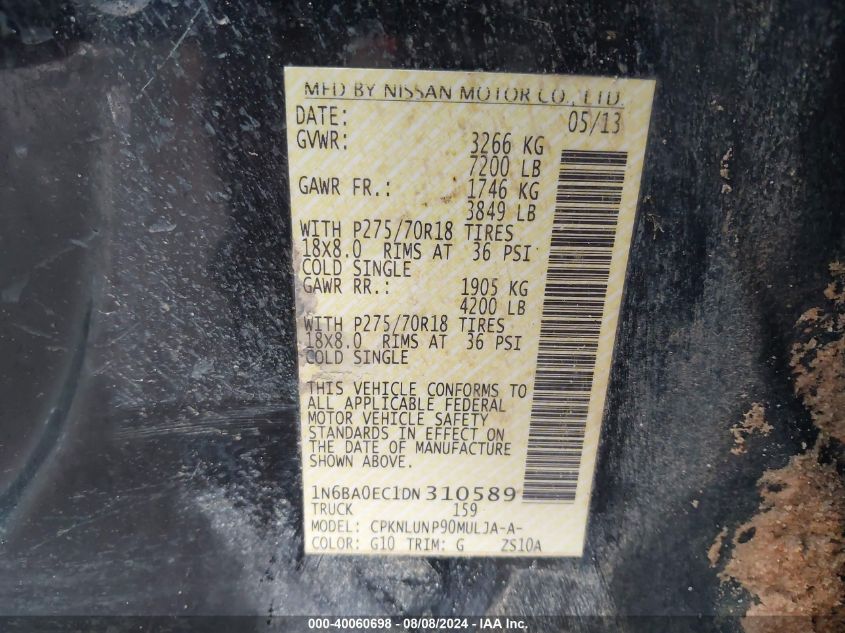 MFD BY NISSAN MOTOR CO., LTD.
DATE: 05/13
GVWR: 3266 KG
7200 LB
GAWR FR.: 1746 KG
3849 LB
WITH P275/70R18 TIRES
18X8.0 RIMS AT 36 PSI
COLD SINGLE
GAWR RR.: 1905 KG
4200 LB
WITH P275/70R18 TIRES
18X8.0 RIMS AT 36 PSI
COLD SINGLE
THIS VEHICLE CONFORMS TO
ALL APPLICABLE FEDERAL
MOTOR VEHICLE SAFETY
STANDARDS IN EFFECT ON
THE DATE OF MANUFACTURE
SHOWN ABOVE.
1N6BA0EC1DN310589
TRUCK 159
MODEL: CPKNLUNP90MULJA-A-
COLOR: G10 TRIM: G ZS10A
000-40060698 - 08/08/2024 - IAA Inc.